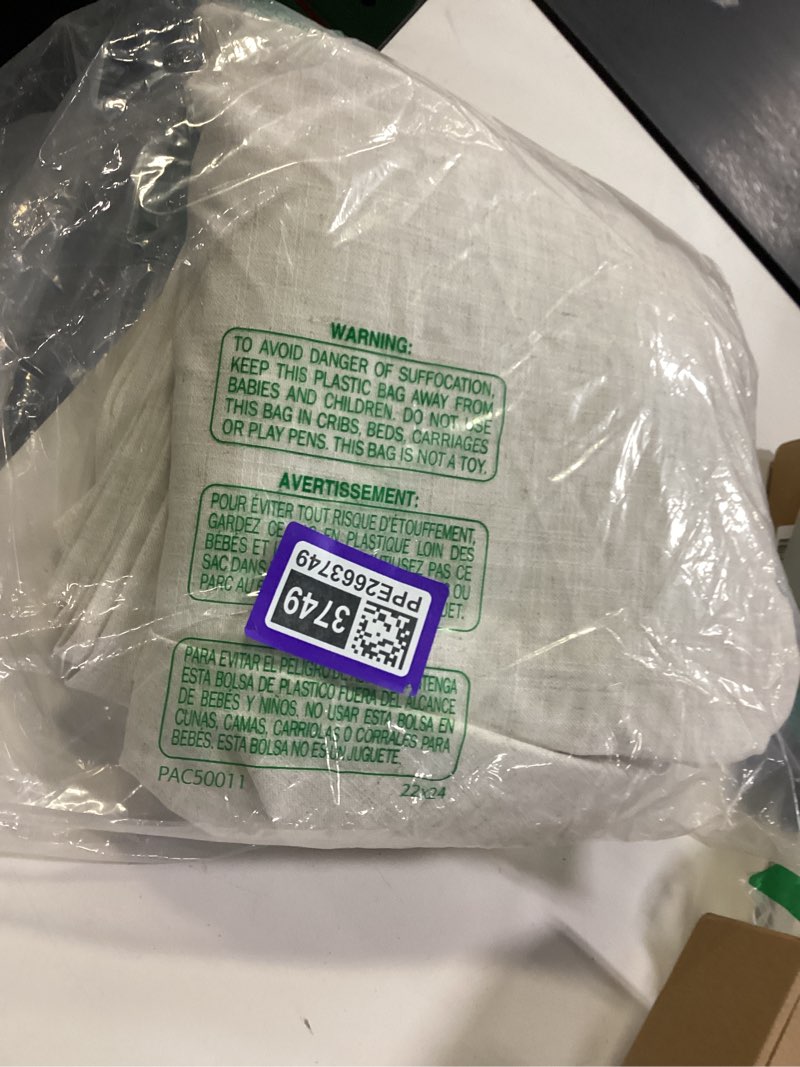 WARNING:
TO AVOID DANGER OF SUFFOCATION,
KEEP THIS PLASTIC BAG AWAY FROM
BABIES AND CHILDREN. DO NOT USE
THIS BAG IN CRIBS, BEDS, CARRIAGES
OR PLAY PENS. THIS BAG IS NOT A TOY.
AVERTISSEMENT:
POUR ÉVITER TOUT RISQUE D'ÉTOUFFEMENT,
GARDEZ CE EN PLASTIQUE LOIN DES
BÉBÉS ET PAS CE
SAC DANS OU
PARC AU
3749
PPE2663749
PARA EVITAR EL PELIGRO TENGA
ESTA BOLSA DE PLASTICO FUERA DEL ALCANCE
DE BEBÉS Y NIÑOS. NO USAR ESTA BOLSA EN
CUNAS, CAMAS, CARRIOLAS O CORRALES PARA
BEBÉS. ESTA BOLSA NO ES UN JUGUETE.
PAC50011 22x24